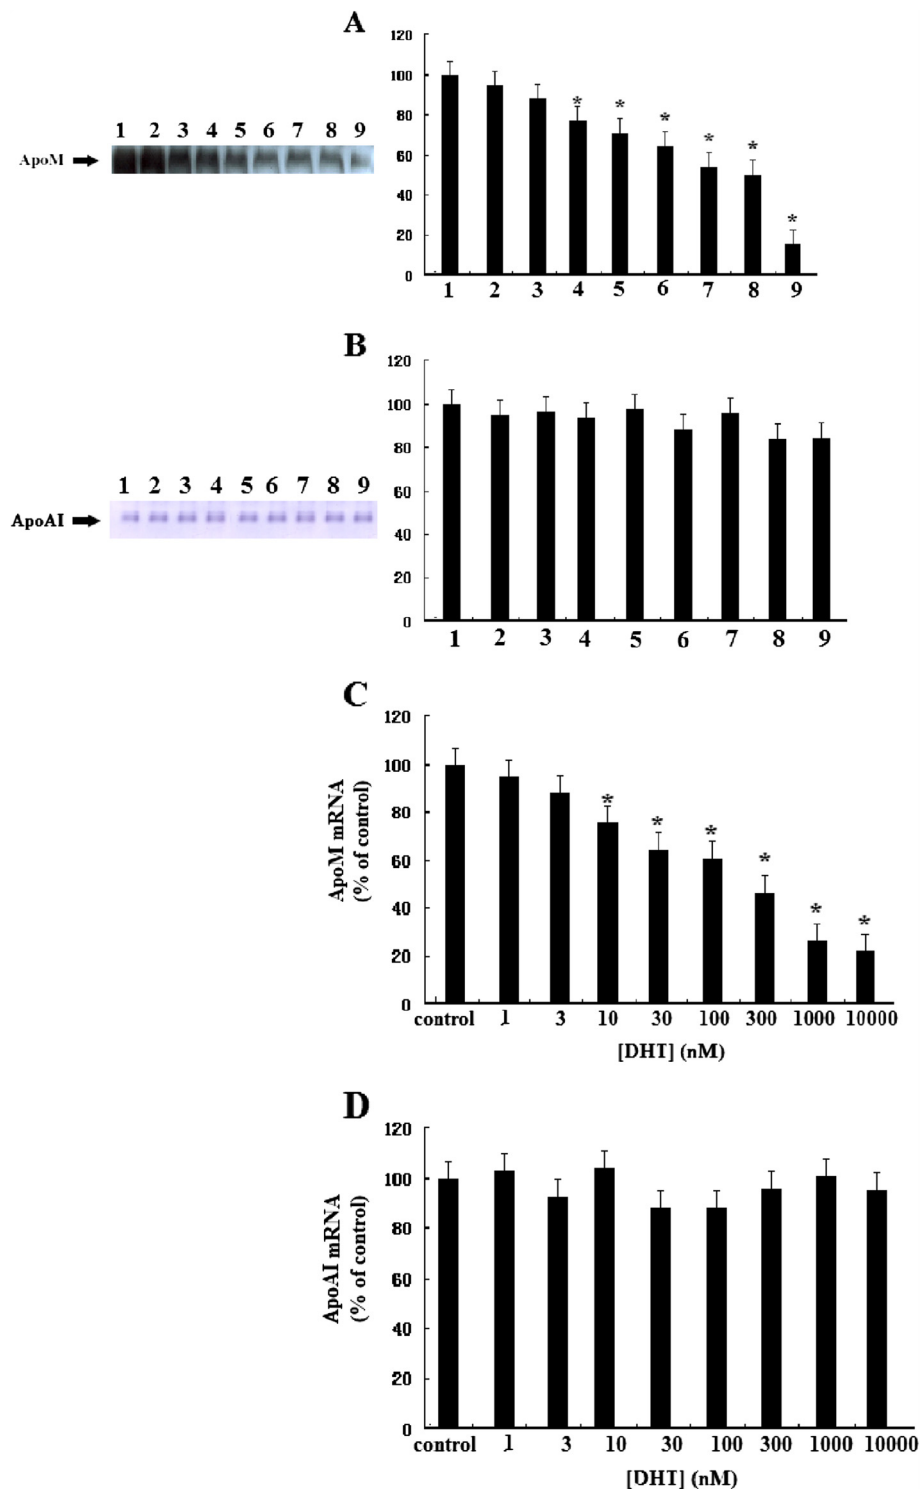 A
120
100
80
60
40
20
0
* * * * * *
1 2 3 4 5 6 7 8 9
ApoM
1 2 3 4 5 6 7 8 9
B
120
100
80
60
40
20
0
1 2 3 4 5 6 7 8 9
ApoAI
1 2 3 4 5 6 7 8 9
C
ApoM mRNA
(% of control)
120
100
80
60
40
20
0
* * * * * *
control 1 3 10 30 100 300 1000 10000
[DHT] (nM)
D
ApoAI mRNA
(% of control)
120
100
80
60
40
20
0
control 1 3 10 30 100 300 1000 10000
[DHT] (nM)